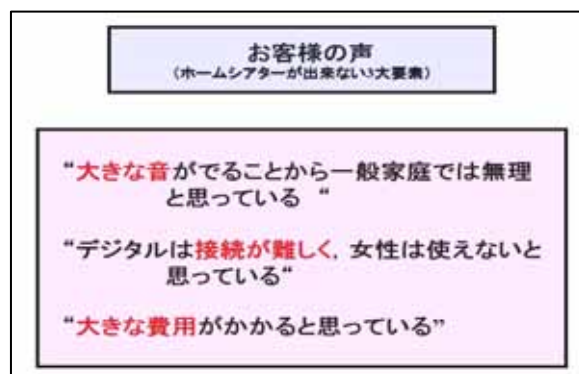 お客様の声
(ホームシアターが出来ない3大要素)
“大きな音がでることから一般家庭では無理
と思っている “
“デジタルは接続が難しく, 女性は使えないと
思っている“
“大きな費用がかかると思っている”